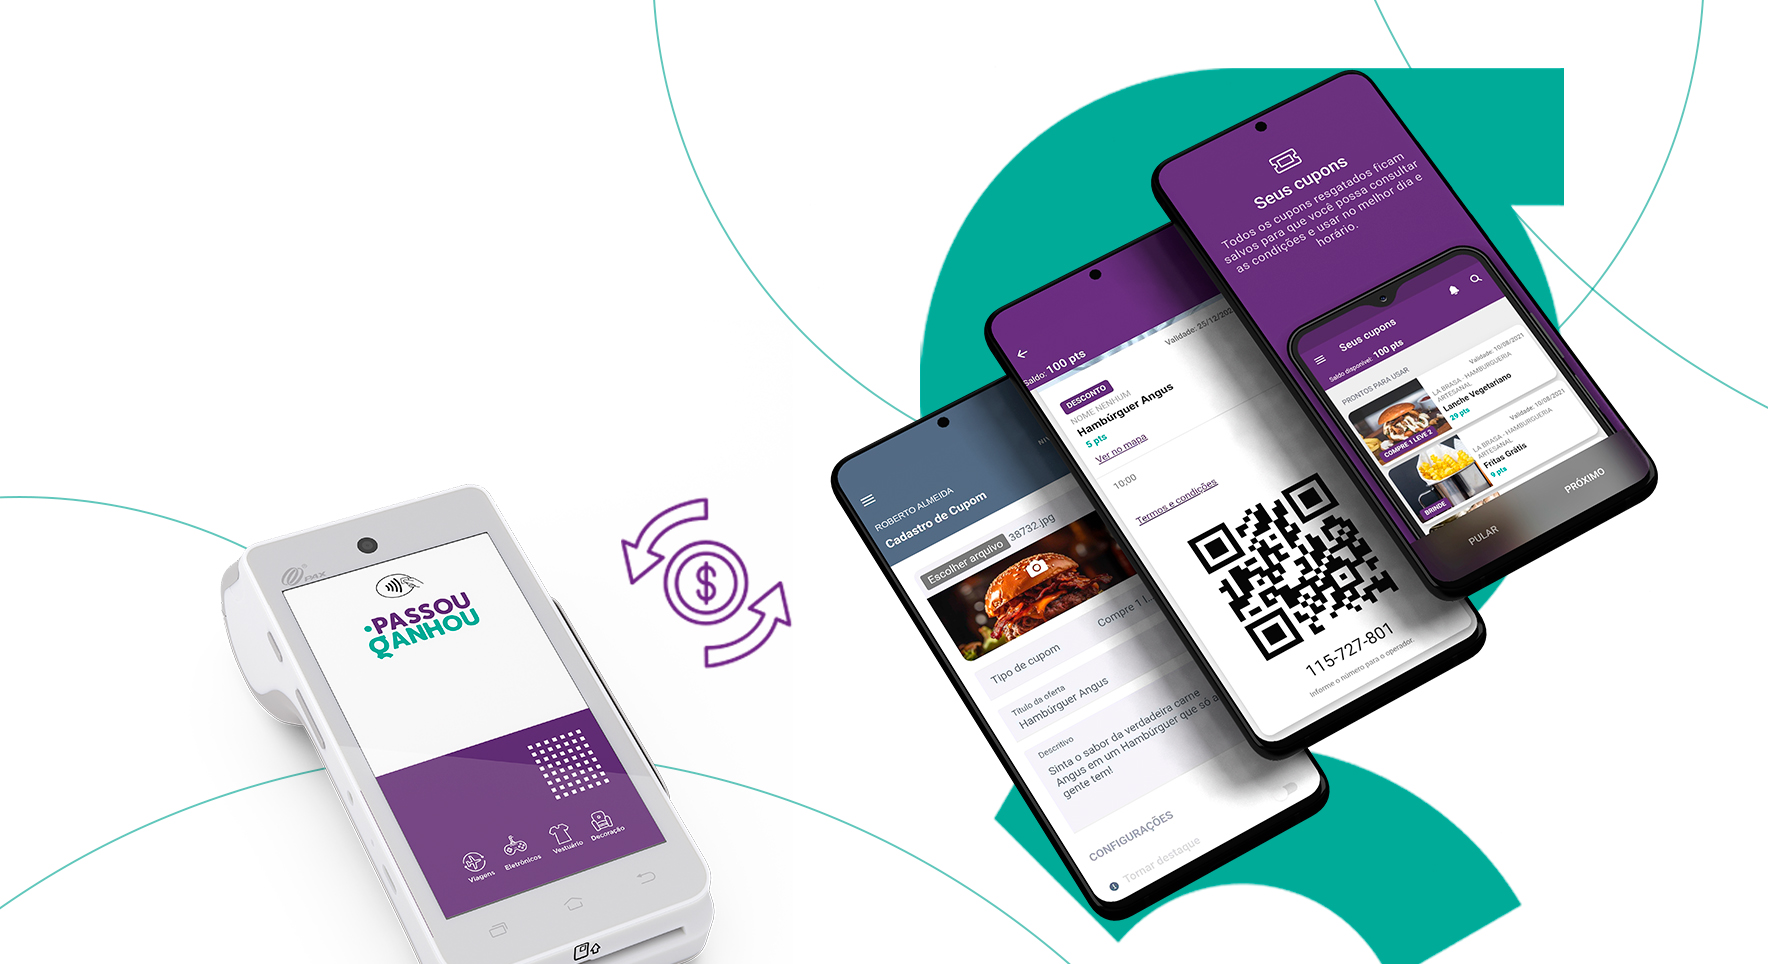 PAX
PASSOU
GANHOU
Viagens
Eletrônicos
Vestuário
Decoração
$
ROBERTO ALMEIDA
Cadastro de Cupom
Escolher arquivo
38732.jpg
Tipo de cupom
Compre 1 l...
Título da oferta
Hambúrguer Angus
Descritivo
Sinta o sabor da verdadeira carne
Angus em um Hambúrguer que só a
gente tem!
CONFIGURAÇÕES
Tornar destaque
Saldo: 100 pts
Validade: 25/12/202
DESCONTO
NOME NENHUM
Hambúrguer Angus
5 pts
Ver no mapa
10:00
Termos e condições
115-727-801
Informe o número para o operador.
Seus cupons
Todos os cupons resgatados ficam
salvos para que você possa consultar
as condições e usar no melhor dia e
horário.
Seus cupons
Saldo disponível: 100 pts
PRONTOS PARA USAR
Validade: 10/08/2021
LA BRASA - HAMBURGUERIA
ARTESANAL
Lanche Vegetariano
29 pts
COMPRE 1 LEVE 2
Validade: 10/08/2021
LA BRASA - HAMBURGUERIA
ARTESANAL
Fritas Grátis
9 pts
BRINDE
PULAR
PRÓXIMO